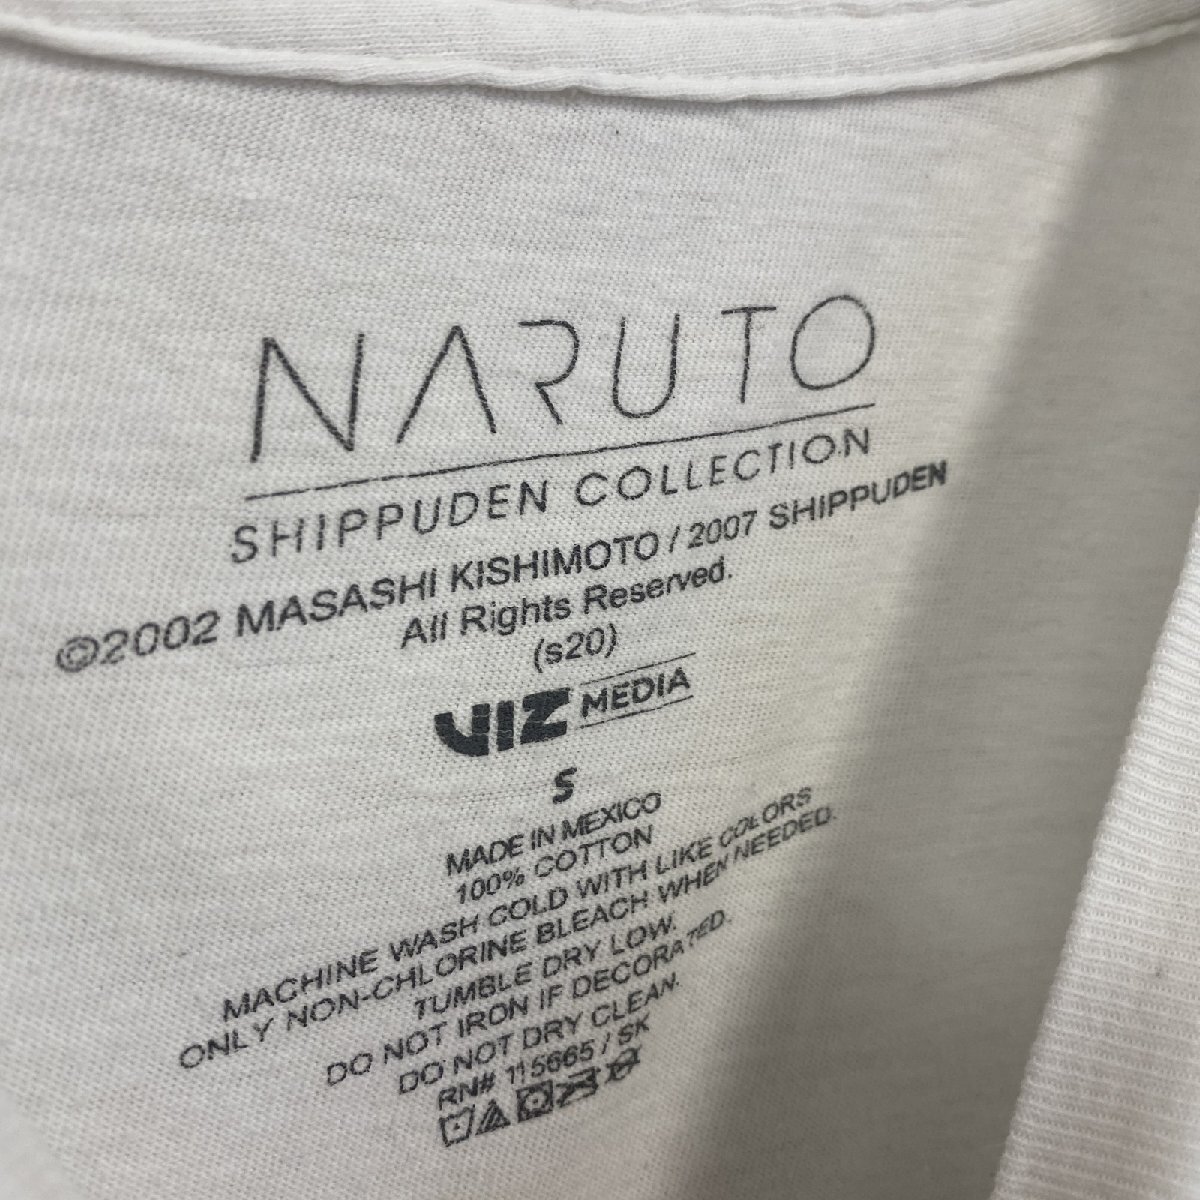 NARUTO
SHIPPUDEN COLLECTION
©2002 MASASHI KISHIMOTO / 2007 SHIPPUDEN
All Rights Reserved.
(s20)
VIZ MEDIA
S
MADE IN MEXICO
100% COTTON
MACHINE WASH COLD WITH LIKE COLORS
ONLY NON-CHLORINE BLEACH WHEN NEEDED.
TUMBLE DRY LOW.
DO NOT IRON IF DECORATED.
DO NOT DRY CLEAN.
RN# 115665 / SK